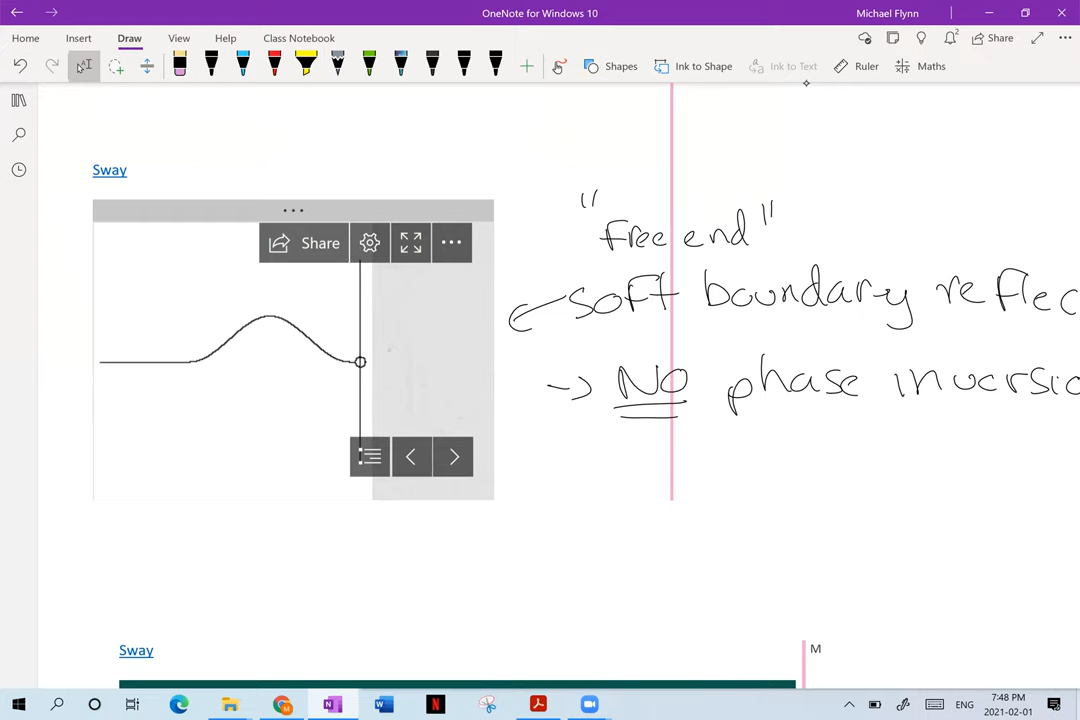 OneNote for Windows 10
Michael Flynn
Home Insert Draw View Help Class Notebook
Share
Shapes Ink to Shape Ink to Text Ruler Maths
Sway
Share
"Free end"
soft boundary reflec
→ NO phase inversio
Sway
M
ENG
7:48 PM
2021-02-01